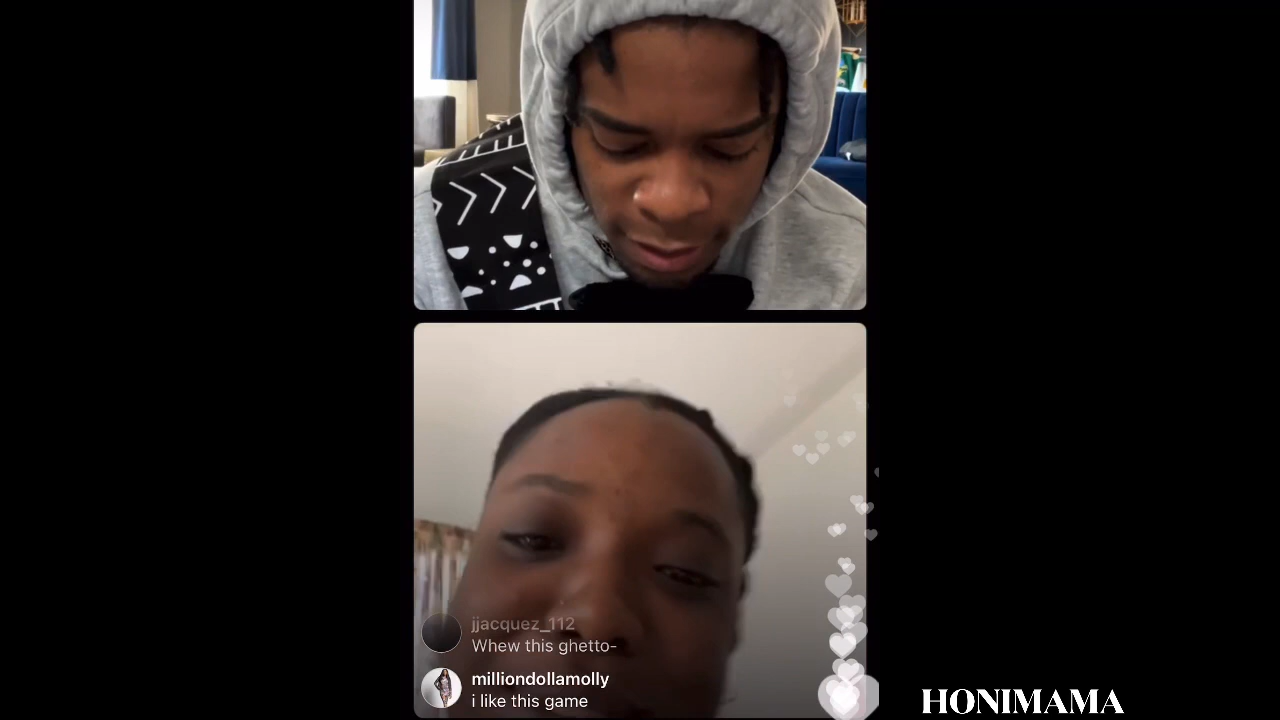 jjacquez_112
Whew this ghetto-
milliondollamolly
i like this game
HONIMAMA